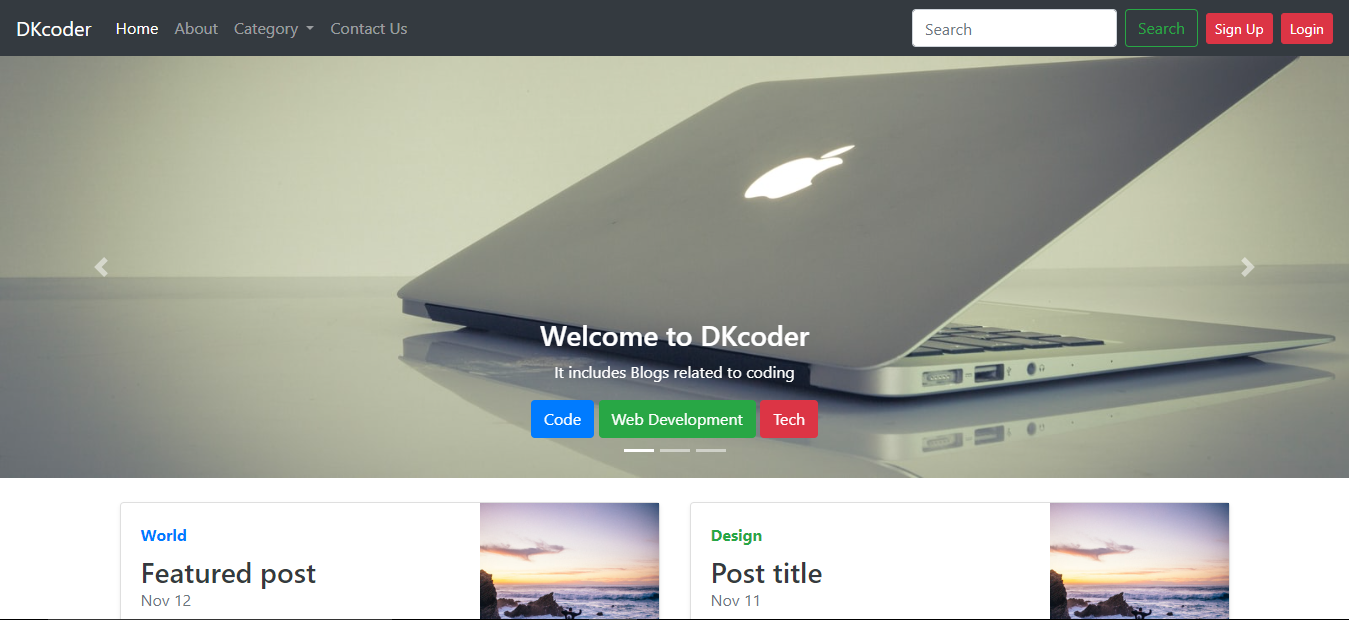 DKcoder Home About Category Contact Us Search Search Sign Up Login
Welcome to DKcoder
It includes Blogs related to coding
Code Web Development Tech
World
Featured post
Nov 12
Design
Post title
Nov 11